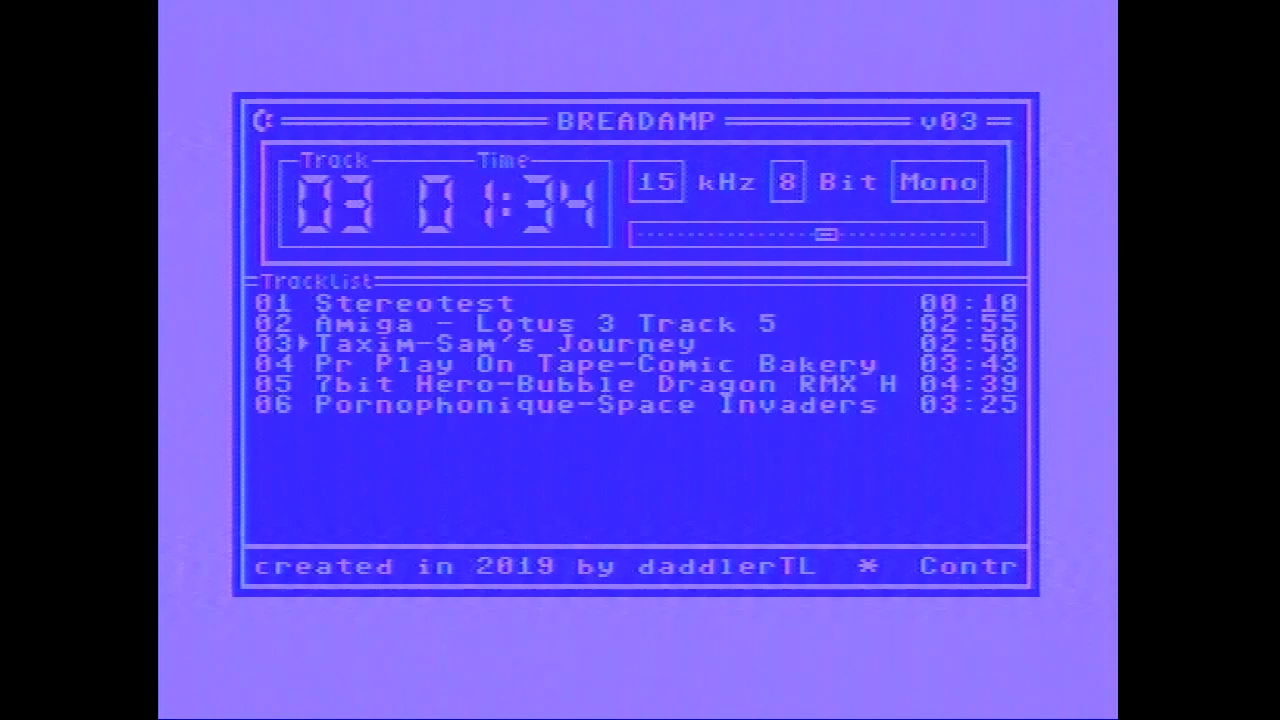 BREADAMP v03
Track Time
03 01:34 15 kHz 8 Bit Mono
TrackList
01 Stereotest 00:10
02 Amiga - Lotus 3 Track 5 02:55
03 Taxim-Sam's Journey 02:50
04 Pr Play On Tape-Comic Bakery 03:43
05 7bit Hero-Bubble Dragon RMX H 04:39
06 Pornophonique-Space Invaders 03:25
created in 2019 by daddlerTL * Contr